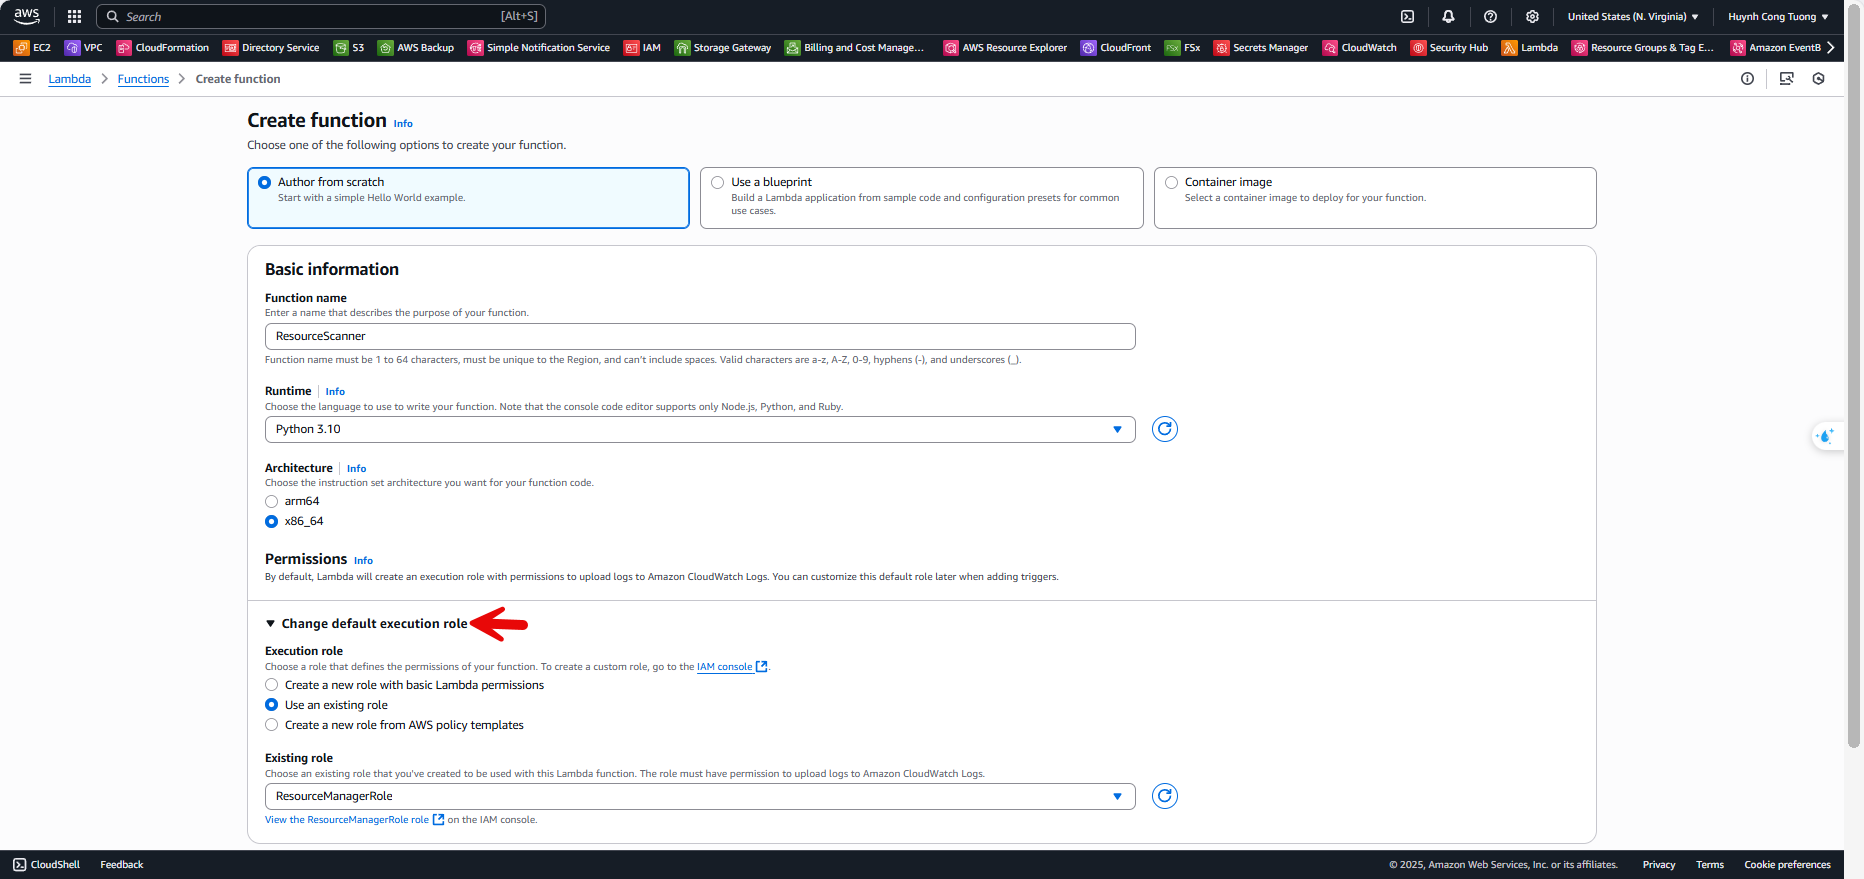 aws
Search [Alt+S]
United States (N. Virginia) ▼ Huynh Cong Tuong ▼
EC2 VPC CloudFormation Directory Service S3 AWS Backup Simple Notification Service IAM Storage Gateway Billing and Cost Manage... AWS Resource Explorer CloudFront FSx Secrets Manager CloudWatch Security Hub Lambda Resource Groups & Tag E... Amazon EventB
Lambda > Functions > Create function
Create function Info
Choose one of the following options to create your function.
Author from scratch
Start with a simple Hello World example.
Use a blueprint
Build a Lambda application from sample code and configuration presets for common
use cases.
Container image
Select a container image to deploy for your function.
Basic information
Function name
Enter a name that describes the purpose of your function.
ResourceScanner
Function name must be 1 to 64 characters, must be unique to the Region, and can't include spaces. Valid characters are a-z, A-Z, 0-9, hyphens (-), and underscores (_).
Runtime | Info
Choose the language to use to write your function. Note that the console code editor supports only Node.js, Python, and Ruby.
Python 3.10
Architecture | Info
Choose the instruction set architecture you want for your function code.
arm64
x86_64
Permissions Info
By default, Lambda will create an execution role with permissions to upload logs to Amazon CloudWatch Logs. You can customize this default role later when adding triggers.
▼ Change default execution role
Execution role
Choose a role that defines the permissions of your function. To create a custom role, go to the IAM console.
Create a new role with basic Lambda permissions
Use an existing role
Create a new role from AWS policy templates
Existing role
Choose an existing role that you've created to be used with this Lambda function. The role must have permission to upload logs to Amazon CloudWatch Logs.
ResourceManagerRole
View the ResourceManagerRole role on the IAM console.
CloudShell Feedback © 2025, Amazon Web Services, Inc. or its affiliates. Privacy Terms Cookie preferences